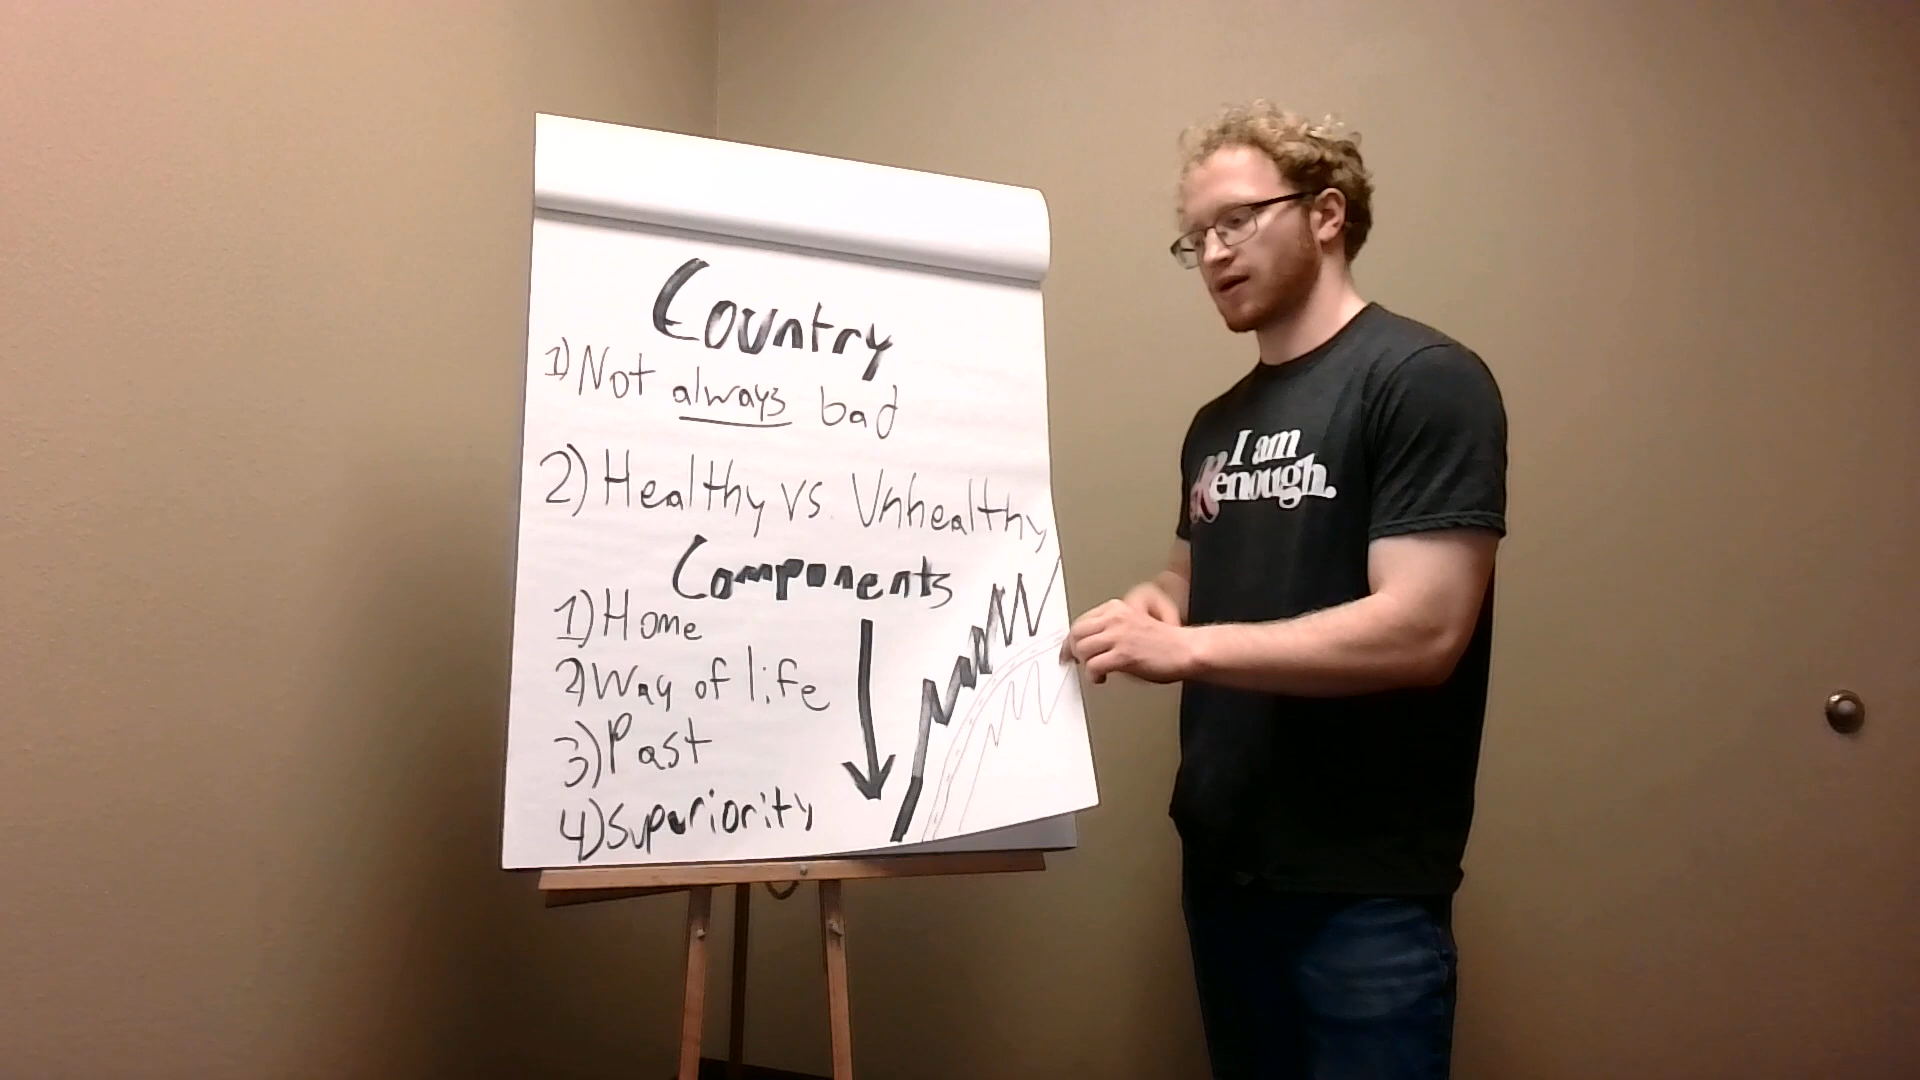 Country
1) Not always bad
2) Healthy vs. Unhealthy
Components
1) Home
2) Way of life
3) Past
4) Superiority
I am
Kenough.